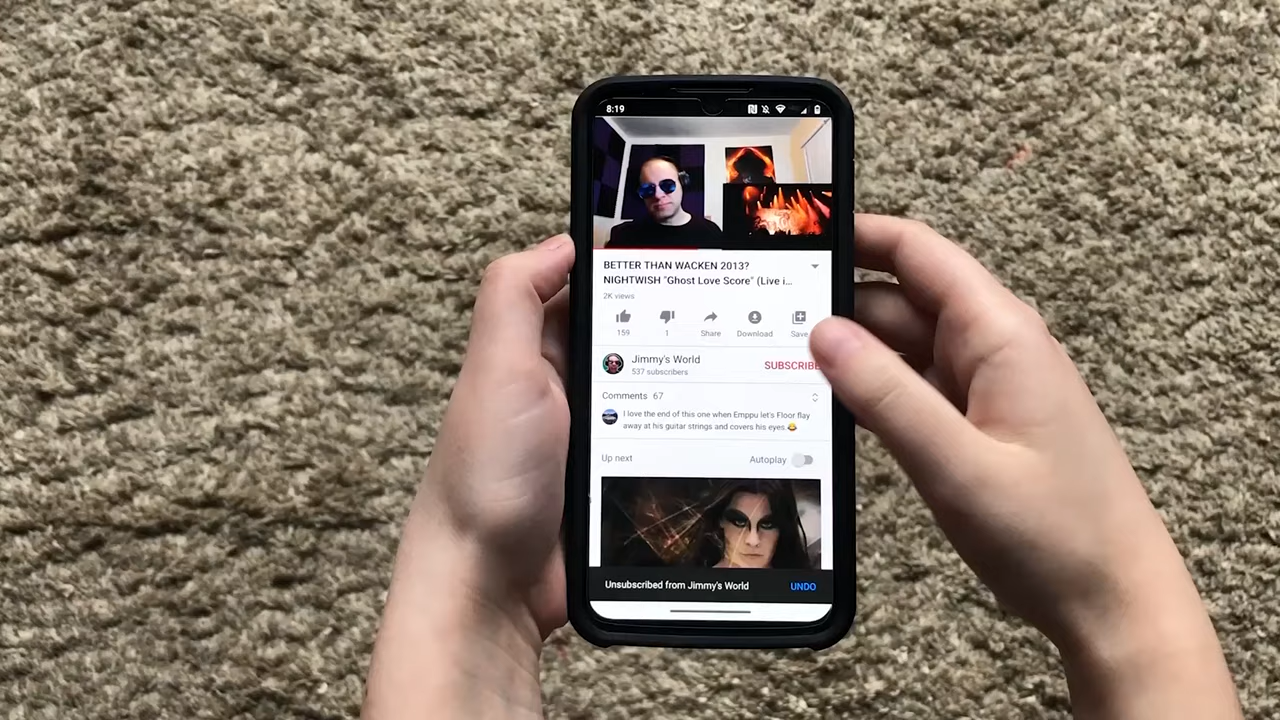 8:19
BETTER THAN WACKEN 2013?
NIGHTWISH "Ghost Love Score" (Live i...
2K views
159
1
Share
Download
Save
Jimmy's World
SUBSCRIBE
537 subscribers
Comments 67
I love the end of this one when Emppu let's Floor flay
away at his guitar strings and covers his eyes 😂
Up next
Autoplay
Unsubscribed from Jimmy's World
UNDO